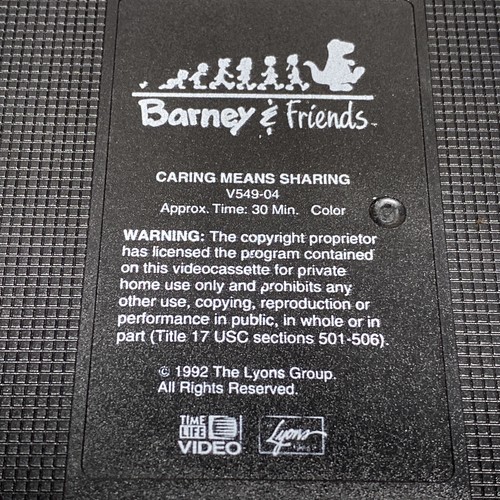 Barney & Friends™
CARING MEANS SHARING
V549-04
Approx. Time: 30 Min. Color
WARNING: The copyright proprietor
has licensed the program contained
on this videocassette for private
home use only and prohibits any
other use, copying, reproduction or
performance in public, in whole or in
part (Title 17 USC sections 501-506).
© 1992 The Lyons Group.
All Rights Reserved.
TIME
LIFE
VIDEO
Lyons